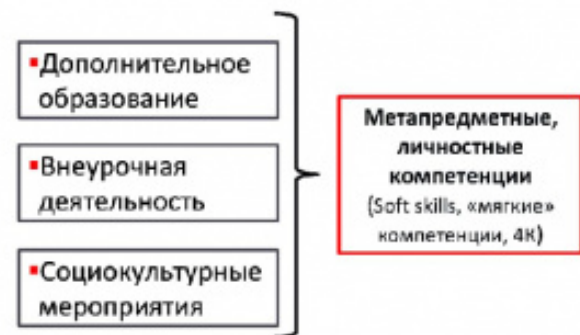 ▪Дополнительное
образование
▪Внеурочная
деятельность
▪Социокультурные
мероприятия
Метапредметные,
личностные
компетенции
(Soft skills, «мягкие»
компетенции, 4К)